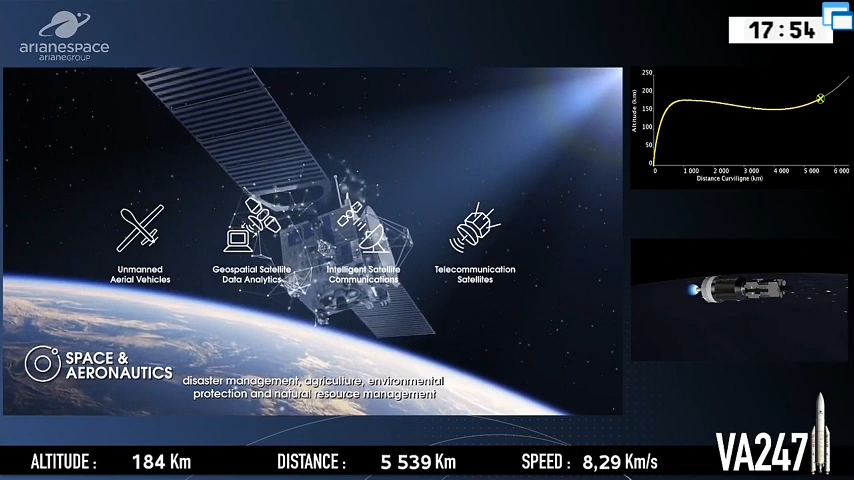 arianespace
arianegroup
17:54
250
200
150
100
50
0
Altitude (km)
0 1 000 2 000 3 000 4 000 5 000 6 000
Distance Curviligne (km)
Unmanned
Aerial Vehicles
Geospatial Satellite
Data Analytics
Intelligent Satellite
Communications
Telecommunication
Satellites
SPACE &
AERONAUTICS
disaster management, agriculture, environmental
protection and natural resource management
VA247
ALTITUDE : 184 Km DISTANCE : 5 539 Km SPEED : 8,29 Km/s